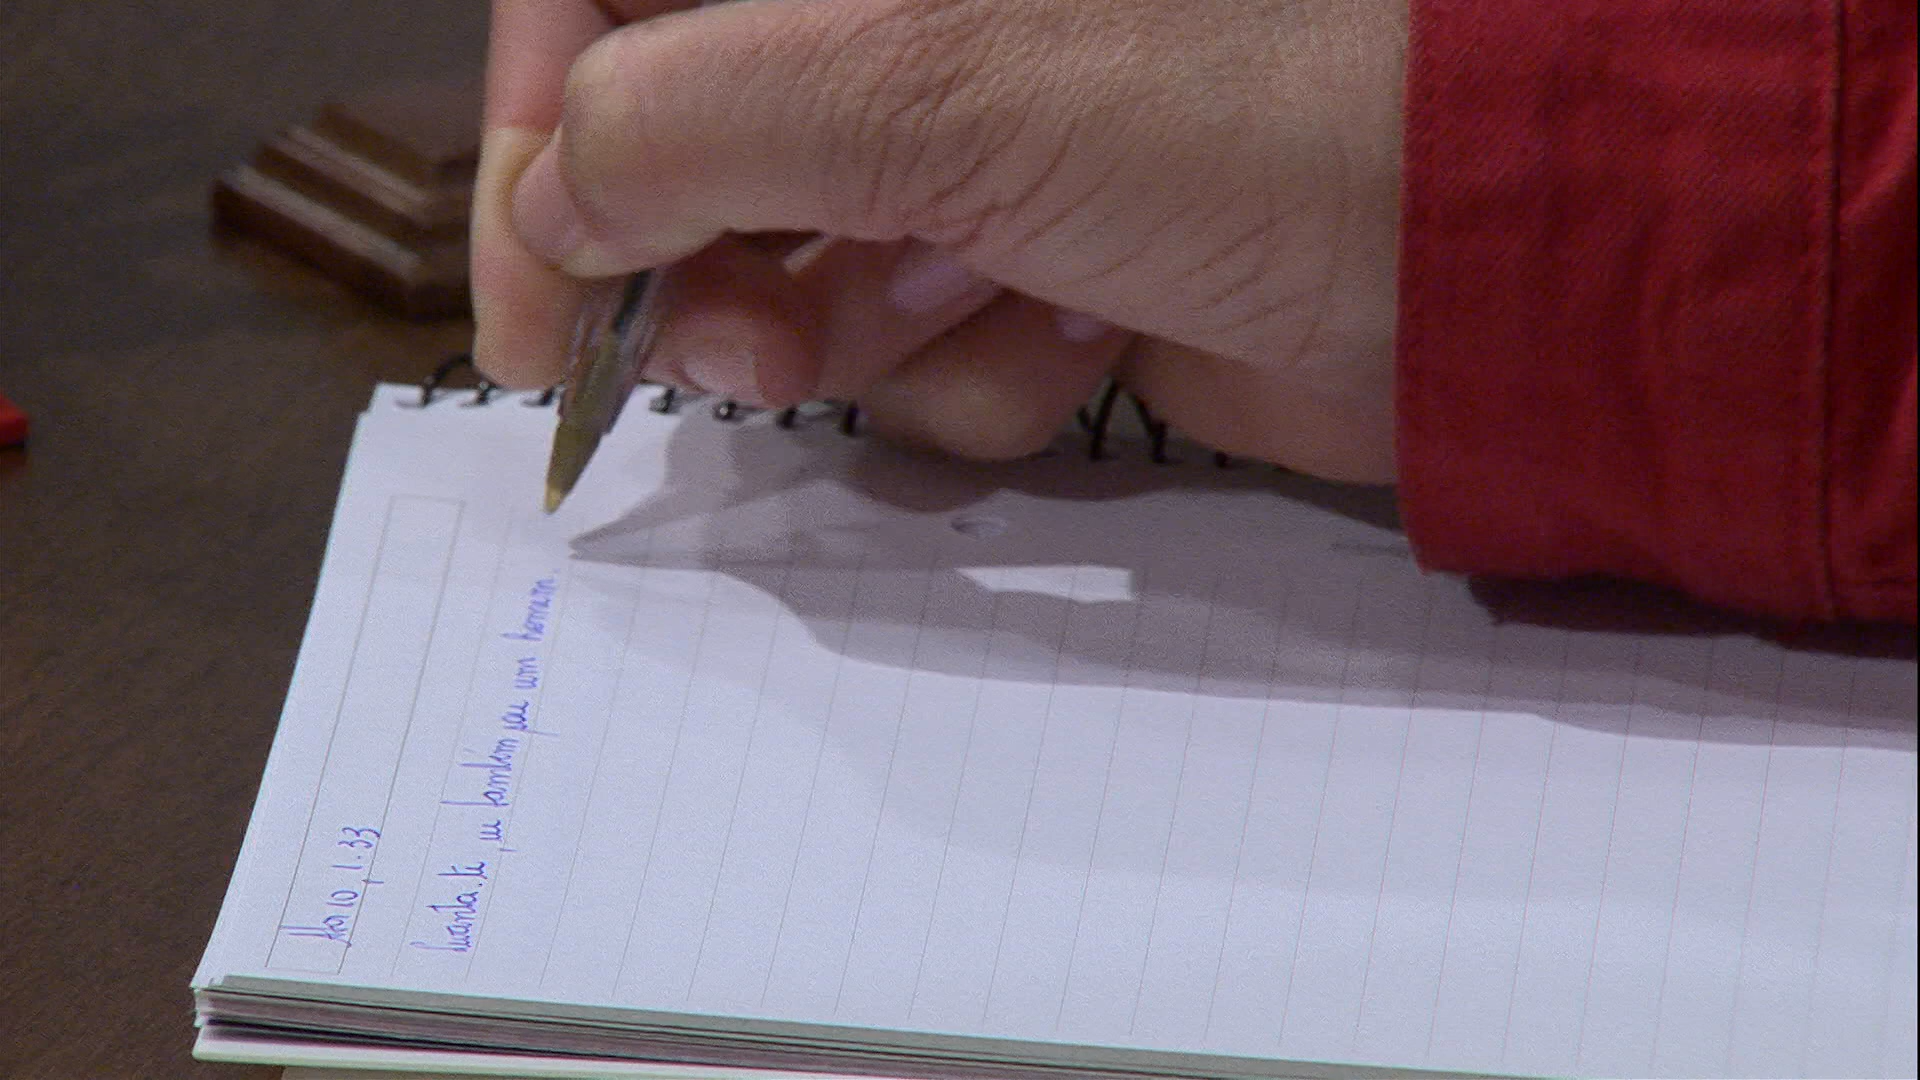 Atos 10, 1.33
Levanta.te, eu também sou um homem.